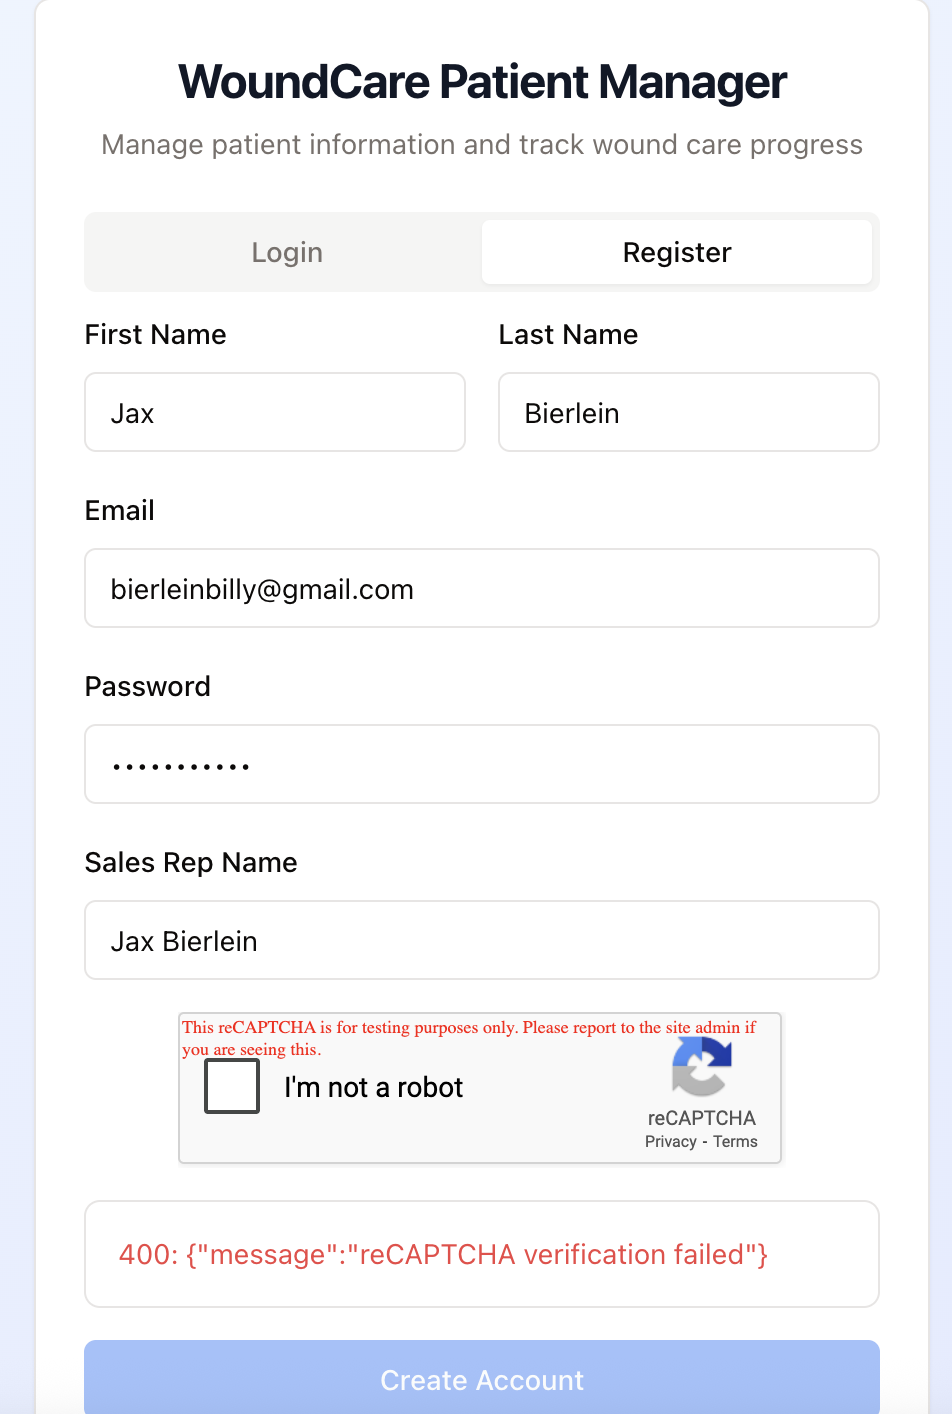 WoundCare Patient Manager
Manage patient information and track wound care progress
Login
Register
First Name
Last Name
Jax
Bierlein
Email
bierleinbilly@gmail.com
Password
•••••••••••
Sales Rep Name
Jax Bierlein
This reCAPTCHA is for testing purposes only. Please report to the site admin if
you are seeing this.
I'm not a robot
reCAPTCHA
Privacy - Terms
400: {"message":"reCAPTCHA verification failed"}
Create Account